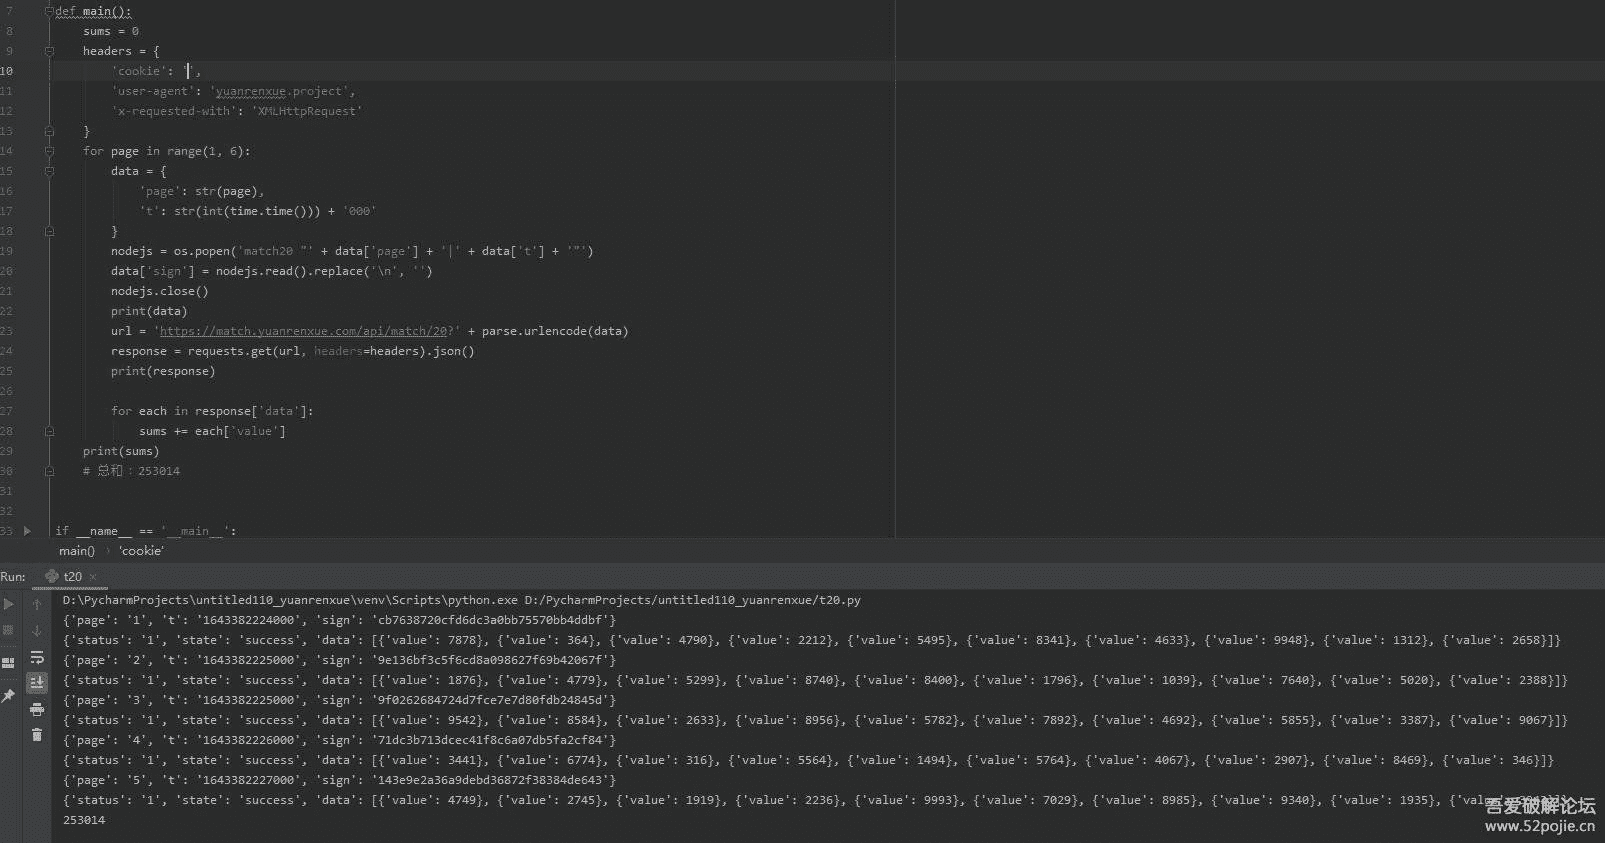 7 def main():
8 sums = 0
9 headers = {
10 'cookie': '',
11 'user-agent': 'yuanrenxue.project',
12 'x-requested-with': 'XMLHttpRequest'
13 }
14 for page in range(1, 6):
15 data = {
16 'page': str(page),
17 't': str(int(time.time())) + '000'
18 }
19 nodejs = os.popen('match20 "' + data['page'] + '|' + data['t'] + '"')
20 data['sign'] = nodejs.read().replace('\n', '')
21 nodejs.close()
22 print(data)
23 url = 'https://match.yuanrenxue.com/api/match/20?' + parse.urlencode(data)
24 response = requests.get(url, headers=headers).json()
25 print(response)
26
27 for each in response['data']:
28 sums += each['value']
29 print(sums)
30 # 总和：253014
31
32
33 if __name__ == '__main__':
main() › 'cookie'
Run: t20 ×
D:\PycharmProjects\untitled110_yuanrenxue\venv\Scripts\python.exe D:/PycharmProjects/untitled110_yuanrenxue/t20.py
{'page': '1', 't': '1643382224000', 'sign': 'cb7638720cfd6dc3a0bb75570bb4ddbf'}
{'status': '1', 'state': 'success', 'data': [{'value': 7878}, {'value': 364}, {'value': 4790}, {'value': 2212}, {'value': 5495}, {'value': 8341}, {'value': 4633}, {'value': 9948}, {'value': 1312}, {'value': 2658}]}
{'page': '2', 't': '1643382225000', 'sign': '9e136bf3c5f6cd8a098627f69b42067f'}
{'status': '1', 'state': 'success', 'data': [{'value': 1876}, {'value': 4779}, {'value': 5299}, {'value': 8740}, {'value': 8400}, {'value': 1796}, {'value': 1039}, {'value': 7640}, {'value': 5020}, {'value': 2388}]}
{'page': '3', 't': '1643382225000', 'sign': '9f0262684724d7fce7e7d80fdb24845d'}
{'status': '1', 'state': 'success', 'data': [{'value': 9542}, {'value': 8584}, {'value': 2633}, {'value': 8956}, {'value': 5782}, {'value': 7892}, {'value': 4692}, {'value': 5855}, {'value': 3387}, {'value': 9067}]}
{'page': '4', 't': '1643382226000', 'sign': '71dc3b713dcec41f8c6a07db5fa2cf84'}
{'status': '1', 'state': 'success', 'data': [{'value': 3441}, {'value': 6774}, {'value': 316}, {'value': 5564}, {'value': 1494}, {'value': 5764}, {'value': 4067}, {'value': 2907}, {'value': 8469}, {'value': 346}]}
{'page': '5', 't': '1643382227000', 'sign': '143e9e2a36a9debd36872f38384de643'}
{'status': '1', 'state': 'success', 'data': [{'value': 4749}, {'value': 2745}, {'value': 1919}, {'value': 2236}, {'value': 9993}, {'value': 7029}, {'value': 8985}, {'value': 9340}, {'value': 1935}, {'value':
253014
吾爱破解论坛
www.52pojie.cn